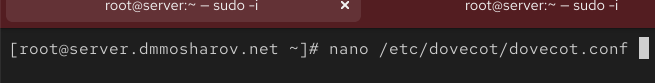 root@server:~ — sudo -i × root@server:~ — sudo -i
[root@server.dmmosharov.net ~]# nano /etc/dovecot/dovecot.conf